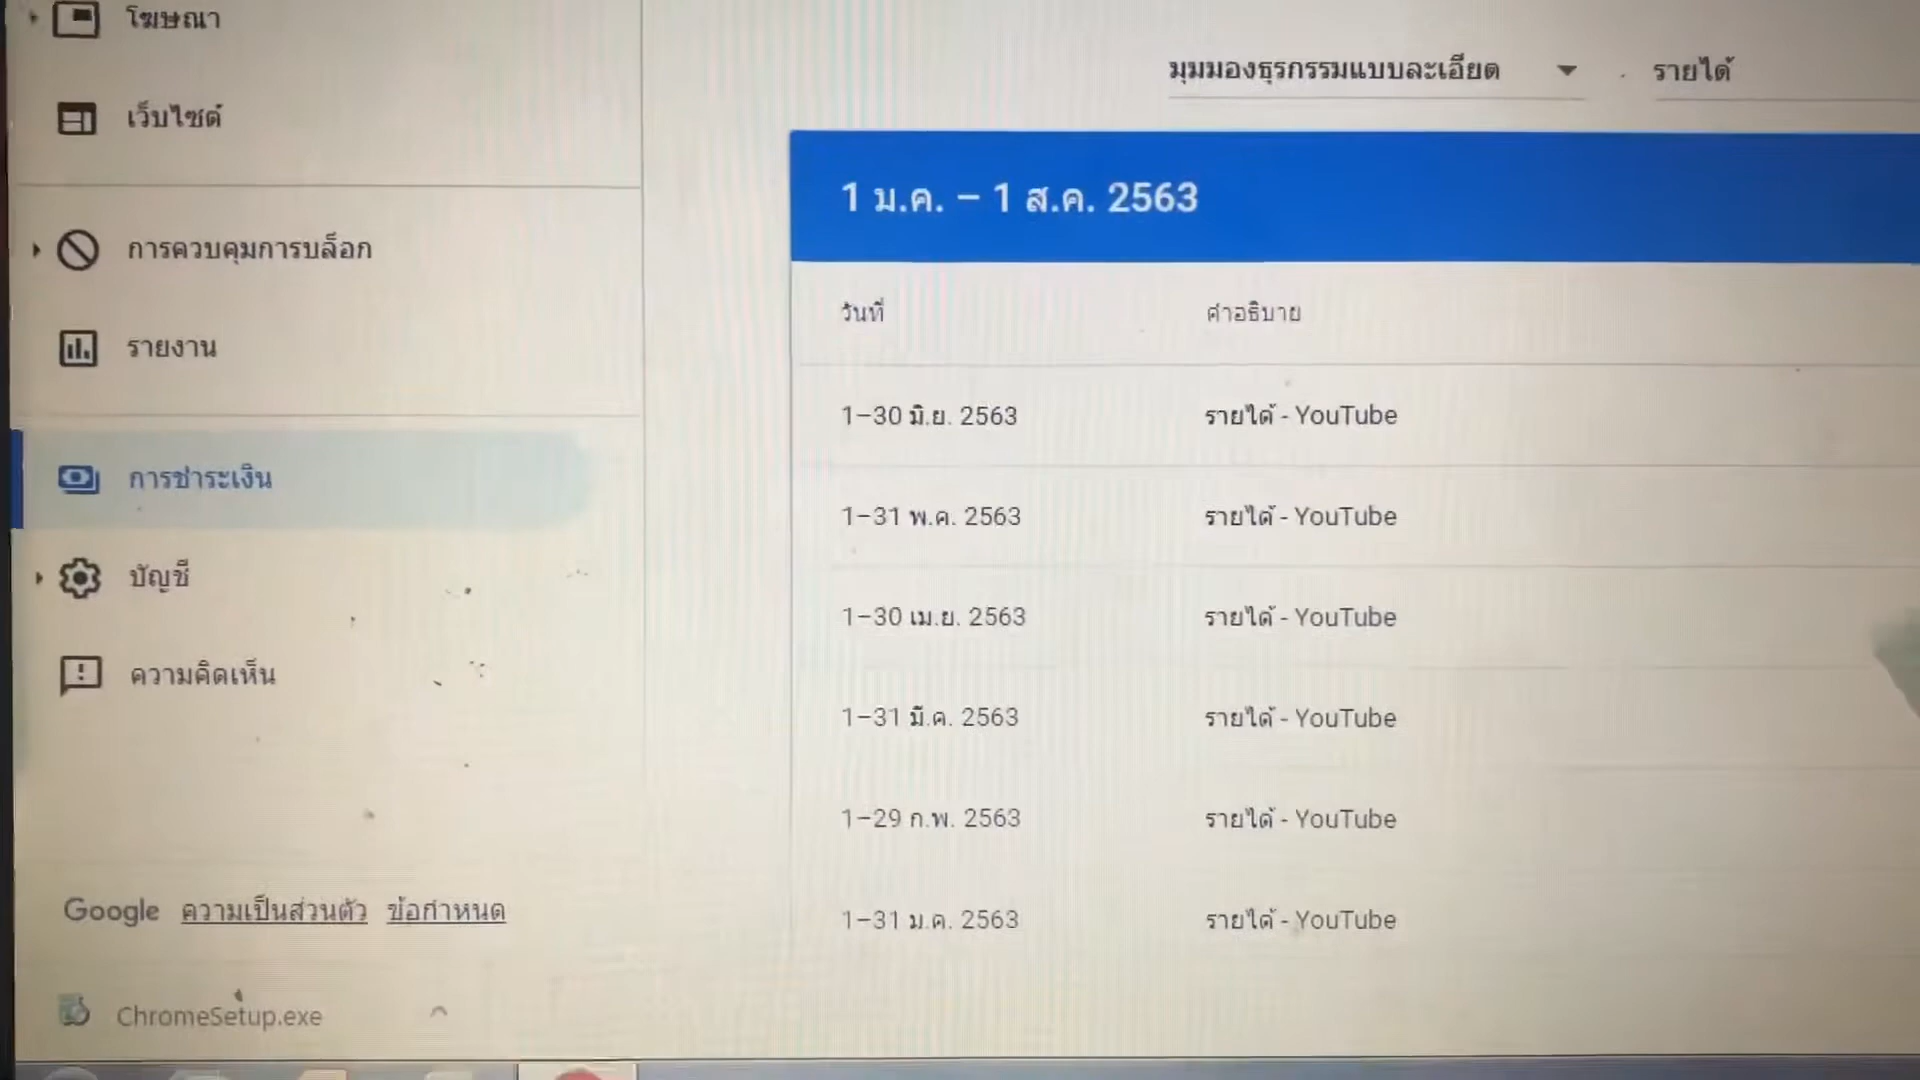 โฆษณา
เว็บไซต์
การควบคุมการบล็อก
รายงาน
การชำระเงิน
บัญชี
ความคิดเห็น
Google ความเป็นส่วนตัว ข้อกำหนด
ChromeSetup.exe
มุมมองธุรกรรมแบบละเอียด รายได้
1 ม.ค. – 1 ส.ค. 2563
วันที่ คำอธิบาย
1–30 มิ.ย. 2563 รายได้ - YouTube
1–31 พ.ค. 2563 รายได้ - YouTube
1–30 เม.ย. 2563 รายได้ - YouTube
1–31 มี.ค. 2563 รายได้ - YouTube
1–29 ก.พ. 2563 รายได้ - YouTube
1–31 ม.ค. 2563 รายได้ - YouTube